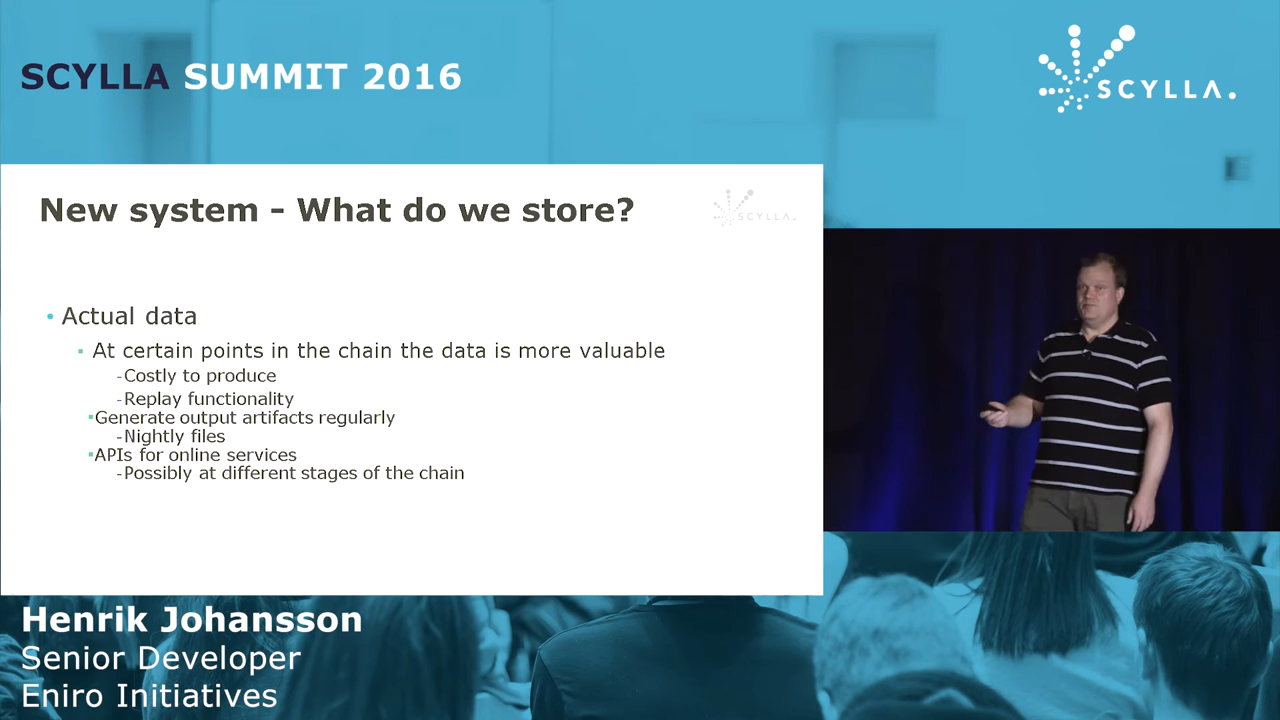 SCYLLA SUMMIT 2016
SCYLLA.
New system - What do we store?
SCYLLA.
• Actual data
▪ At certain points in the chain the data is more valuable
-Costly to produce
-Replay functionality
▪Generate output artifacts regularly
-Nightly files
▪APIs for online services
-Possibly at different stages of the chain
Henrik Johansson
Senior Developer
Eniro Initiatives